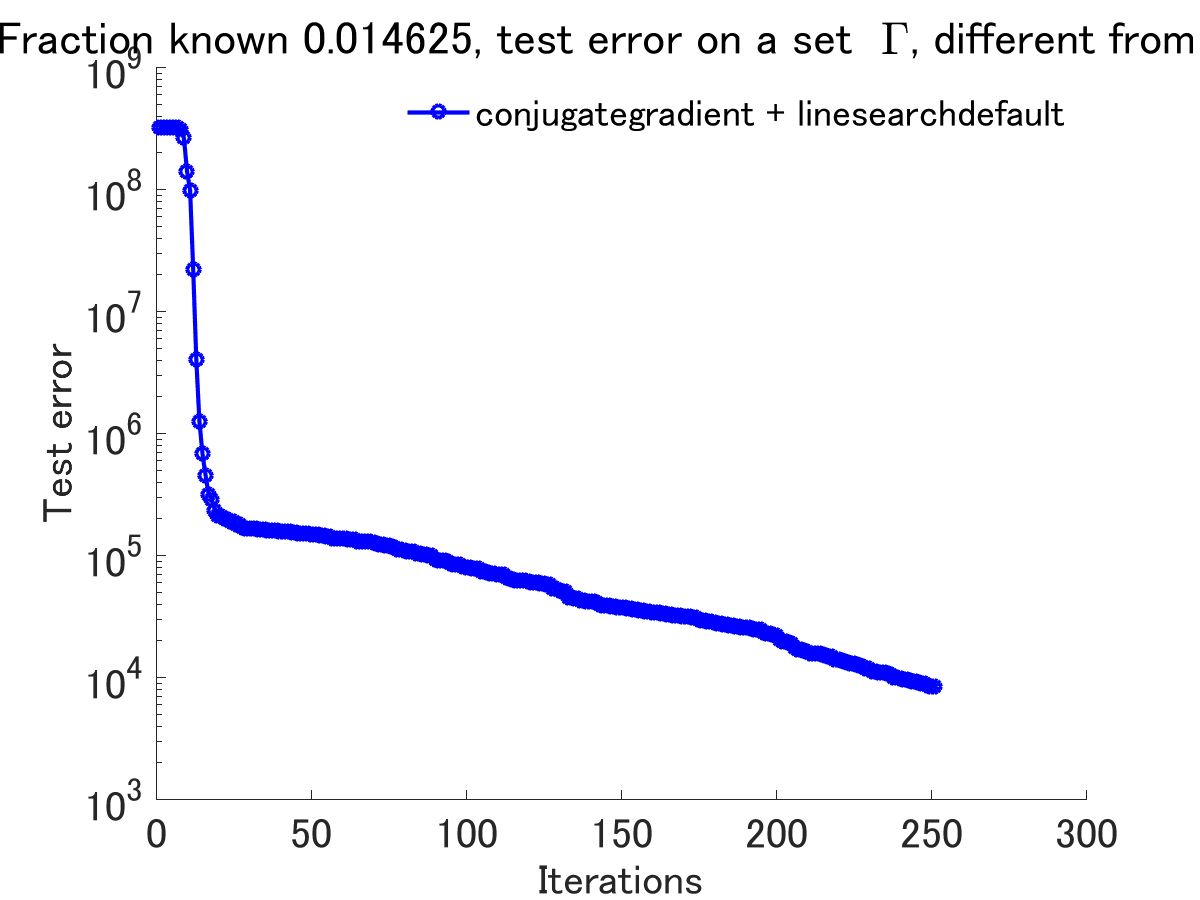 Fraction known 0.014625, test error on a set Γ, different from
conjugategradient + linesearchdefault
10^9
10^8
10^7
10^6
10^5
10^4
10^3
Test error
0 50 100 150 200 250 300
Iterations